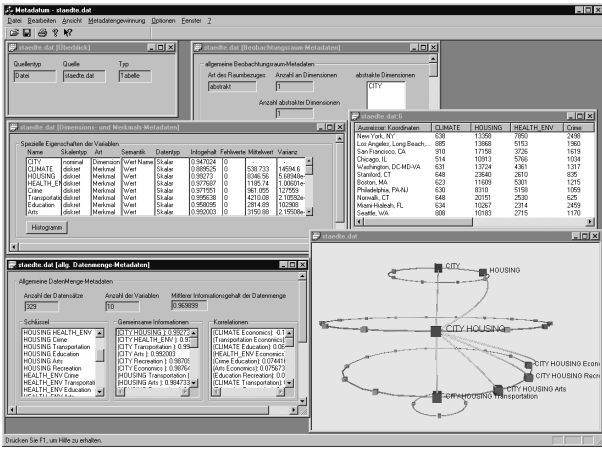 Metadatum - staedte.dat
Datei Bearbeiten Ansicht Metadatengewinnung Optionen Fenster ?
staedte.dat [Überblick]
Quellentyp Quelle Typ
Datei staedte.dat Tabelle
staedte.dat [Beobachtungsraum-Metadaten]
allgemeine Beobachtungsraum-Metadaten
Art des Raumbezuges Anzahl an Dimensionen abstrakte Dimensionen
abstrakt 1 CITY
Anzahl abstrakter Dimensionen
1
staedte.dat [Dimensions- und Merkmals-Metadaten]
Spezielle Eigenschaften der Variablen
Name Skalentyp Art Semantik Datentyp Infogehalt Fehlwerte Mittelwert Varianz
CITY nominal Dimension Wert Name Skalar 0.947024 0 - -
CLIMATE diskret Merkmal Wert Skalar 0.889525 0 538.733 14594.6
HOUSING diskret Merkmal Wert Skalar 0.99273 0 8346.56 5.68948e
HEALTH_EN diskret Merkmal Wert Skalar 0.977687 0 1185.74 1.00601e
Crime diskret Merkmal Wert Skalar 0.971551 0 961.055 127559
Transportatic diskret Merkmal Wert Skalar 0.995638 0 4210.08 2.10592e
Education diskret Merkmal Wert Skalar 0.958095 0 2814.89 102908
Arts diskret Merkmal Wert Skalar 0.992003 0 3150.88 2.15508e
Histogramm
staedte.dat:6
Ausreisser: Koordinaten CLIMATE HOUSING HEALTH_ENV Crime
New York, NY 638 13358 7850 2498
Los Angeles, Long Beach,... 885 13868 5153 1960
San Francisco, CA 910 17158 3726 1619
Chicago, IL 514 10913 5766 1034
Washington, DC-MD-VA 631 13724 4361 1317
Stamford, CT 648 23640 2610 835
Boston, MA 623 11609 5301 1215
Philadelphia, PA-NJ 630 8310 5158 1059
Norwalk, CT 648 20151 2530 625
Miami-Hialeah, FL 634 10267 2314 2459
Seattle, WA 808 10183 2715 1170
staedte.dat [allg. Datenmenge-Metadaten]
Allgemeine DatenMenge-Metadaten
Anzahl der Datensätze Anzahl der Variablen Mittlerer Informationsgehalt der Datenmenge
329 10 0.969899
Schlüssel Gemeinsame Informationen Korrelationen
HOUSING HEALTH_ENV
HOUSING Crime
HOUSING Transportation
HOUSING Education
HOUSING Arts
HOUSING Recreation
HEALTH_ENV Crime
HEALTH_ENV Transportati
HEALTH_ENV Education
HEALTH_ENV Arts
(CITY HOUSING ): 0.99273
(CITY HEALTH_ENV ): 0.97
(CITY Transportation ): 0.99
(CITY Arts ): 0.992003
(CITY Recreation ): 0.98705
(CITY Economics ): 0.98764
(HOUSING Transportation (
(HOUSING Arts ): 0.984733
(CLIMATE Economics): -0.1
(Transportation Economics)
(CLIMATE Education): 0.06
(HEALTH_ENV Economics
(Crime Education): 0.07441
(Arts Economics): 0.075673
(Education Recreation): 0.0
(CLIMATE Transportation): 
staedte.dat
CITY
HOUSING
CITY HOUSING
CITY HOUSING Econo
CITY HOUSING Recre
CITY HOUSING Arts
CITY HOUSING Transportation
Drücken Sie F1, um Hilfe zu erhalten.